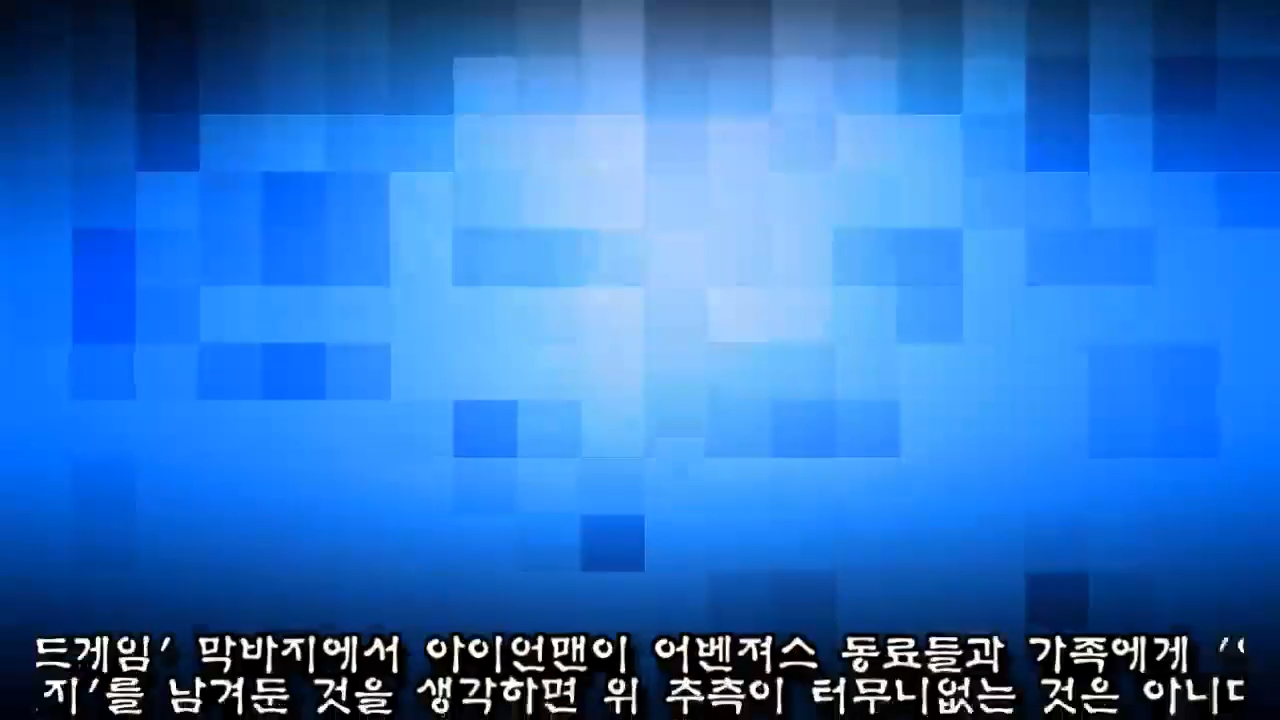 드게임’ 막바지에서 아이언맨이 어벤져스 동료들과 가족에게 ‘
지’를 남겨둔 것을 생각하면 위 추측이 터무니없는 것은 아니다